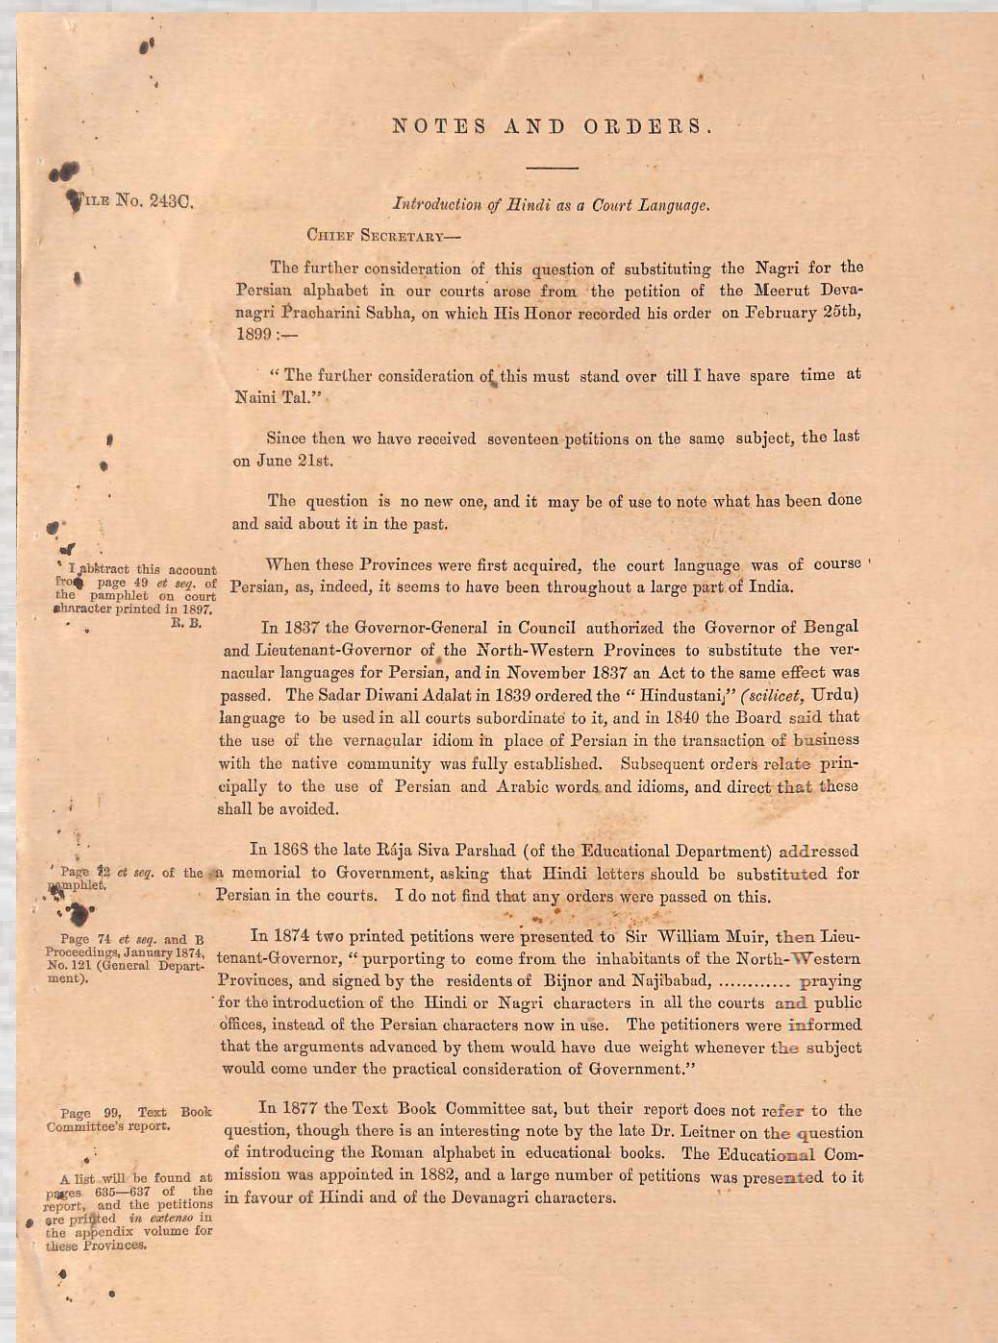 NOTES AND ORDERS.
FILE No. 243C.
Introduction of Hindi as a Court Language.
CHIEF SECRETARY—
The further consideration of this question of substituting the Nagri for the
Persian alphabet in our courts arose from the petition of the Meerut Deva-
nagri Pracharini Sabha, on which His Honor recorded his order on February 25th,
1899 :—
“ The further consideration of this must stand over till I have spare time at
Naini Tal.”
Since then we have received seventeen petitions on the same subject, the last
on June 21st.
The question is no new one, and it may be of use to note what has been done
and said about it in the past.
I abstract this account
from page 49 et seq. of
the pamphlet on court
character printed in 1897.
R. B.
When these Provinces were first acquired, the court language was of course
Persian, as, indeed, it seems to have been throughout a large part of India.
In 1837 the Governor-General in Council authorized the Governor of Bengal
and Lieutenant-Governor of the North-Western Provinces to substitute the ver-
nacular languages for Persian, and in November 1837 an Act to the same effect was
passed. The Sadar Diwani Adalat in 1839 ordered the “ Hindustani” (scilicet, Urdu)
language to be used in all courts subordinate to it, and in 1840 the Board said that
the use of the vernacular idiom in place of Persian in the transaction of business
with the native community was fully established. Subsequent orders relate prin-
cipally to the use of Persian and Arabic words and idioms, and direct that these
shall be avoided.
Page 72 et seq. of the
pamphlet.
In 1868 the late Rája Siva Parshad (of the Educational Department) addressed
a memorial to Government, asking that Hindi letters should be substituted for
Persian in the courts. I do not find that any orders were passed on this.
Page 74 et seq. and B
Proceedings, January 1874,
No. 121 (General Depart-
ment).
In 1874 two printed petitions were presented to Sir William Muir, then Lieu-
tenant-Governor, “ purporting to come from the inhabitants of the North-Western
Provinces, and signed by the residents of Bijnor and Najibabad, ............ praying
for the introduction of the Hindi or Nagri characters in all the courts and public
offices, instead of the Persian characters now in use. The petitioners were informed
that the arguments advanced by them would have due weight whenever the subject
would come under the practical consideration of Government.”
Page 99, Text Book
Committee's report.
A list will be found at
pages 635—637 of the
report, and the petitions
are printed in extenso in
the appendix volume for
these Provinces.
In 1877 the Text Book Committee sat, but their report does not refer to the
question, though there is an interesting note by the late Dr. Leitner on the question
of introducing the Roman alphabet in educational books. The Educational Com-
mission was appointed in 1882, and a large number of petitions was presented to it
in favour of Hindi and of the Devanagri characters.